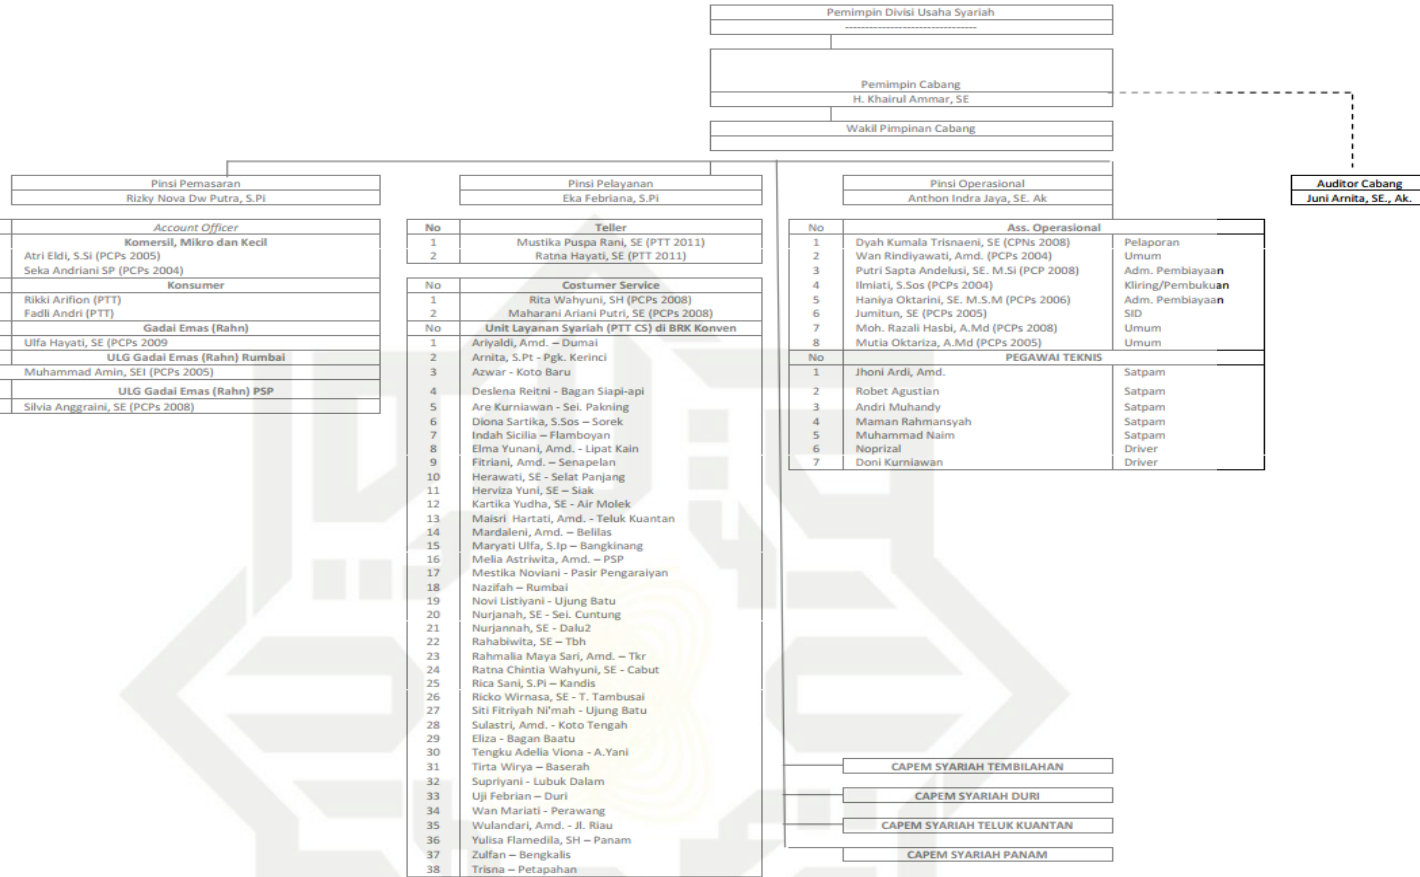 Pemimpin Divisi Usaha Syariah
---------------------------------
Pemimpin Cabang
H. Khairul Ammar, SE
Wakil Pimpinan Cabang
Pinsi Pemasaran
Rizky Nova Dw Putra, S.Pi
Account Officer
Komersil, Mikro dan Kecil
Atri Eldi, S.Si (PCPs 2005)
Seka Andriani SP (PCPs 2004)
Konsumer
Rikki Arifion (PTT)
Fadli Andri (PTT)
Gadai Emas (Rahn)
Ulfa Hayati, SE (PCPs 2009
ULG Gadai Emas (Rahn) Rumbai
Muhammad Amin, SEI (PCPs 2005)
ULG Gadai Emas (Rahn) PSP
Silvia Anggraini, SE (PCPs 2008)
Pinsi Pelayanan
Eka Febriana, S.Pi
No Teller
1 Mustika Puspa Rani, SE (PTT 2011)
2 Ratna Hayati, SE (PTT 2011)
No Costumer Service
1 Rita Wahyuni, SH (PCPs 2008)
2 Maharani Ariani Putri, SE (PCPs 2008)
No Unit Layanan Syariah (PTT CS) di BRK Konven
1 Ariyaldi, Amd. – Dumai
2 Arnita, S.Pt - Pgk. Kerinci
3 Azwar - Koto Baru
4 Deslena Reitni - Bagan Siapi-api
5 Are Kurniawan - Sei. Pakning
6 Diona Sartika, S.Sos – Sorek
7 Indah Sicilia – Flamboyan
8 Elma Yunani, Amd. - Lipat Kain
9 Fitriani, Amd. – Senapelan
10 Herawati, SE - Selat Panjang
11 Herviza Yuni, SE – Siak
12 Kartika Yudha, SE - Air Molek
13 Maisri Hartati, Amd. - Teluk Kuantan
14 Mardaleni, Amd. – Belilas
15 Maryati Ulfa, S.Ip – Bangkinang
16 Melia Astriwita, Amd. – PSP
17 Mestika Noviani - Pasir Pengaraiyan
18 Nazifah – Rumbai
19 Novi Listiyani - Ujung Batu
20 Nurjanah, SE - Sei. Cuntung
21 Nurjannah, SE - Dalu2
22 Rahabiwita, SE – Tbh
23 Rahmalia Maya Sari, Amd. – Tkr
24 Ratna Chintia Wahyuni, SE - Cabut
25 Rica Sani, S.Pi – Kandis
26 Ricko Wirnasa, SE - T. Tambusai
27 Siti Fitriyah Ni'mah - Ujung Batu
28 Sulastri, Amd. - Koto Tengah
29 Eliza - Bagan Baatu
30 Tengku Adelia Viona - A.Yani
31 Tirta Wirya – Baserah
32 Supriyani - Lubuk Dalam
33 Uji Febrian – Duri
34 Wan Mariati - Perawang
35 Wulandari, Amd. - Jl. Riau
36 Yulisa Flamedila, SH – Panam
37 Zulfan – Bengkalis
38 Trisna – Petapahan
Pinsi Operasional
Anthon Indra Jaya, SE. Ak
No Ass. Operasional
1 Dyah Kumala Trisnaeni, SE (CPNs 2008) Pelaporan
2 Wan Rindiyawati, Amd. (PCPs 2004) Umum
3 Putri Sapta Andelusi, SE. M.Si (PCP 2008) Adm. Pembiayaan
4 Ilmiati, S.Sos (PCPs 2004) Kliring/Pembukuan
5 Haniya Oktarini, SE. M.S.M (PCPs 2006) Adm. Pembiayaan
6 Jumitun, SE (PCPs 2005) SID
7 Moh. Razali Hasbi, A.Md (PCPs 2008) Umum
8 Mutia Oktariza, A.Md (PCPs 2005) Umum
No PEGAWAI TEKNIS
1 Jhoni Ardi, Amd. Satpam
2 Robet Agustian Satpam
3 Andri Muhandy Satpam
4 Maman Rahmansyah Satpam
5 Muhammad Naim Satpam
6 Noprizal Driver
7 Doni Kurniawan Driver
CAPEM SYARIAH TEMBILAHAN
CAPEM SYARIAH DURI
CAPEM SYARIAH TELUK KUANTAN
CAPEM SYARIAH PANAM
Auditor Cabang
Juni Arnita, SE., Ak.